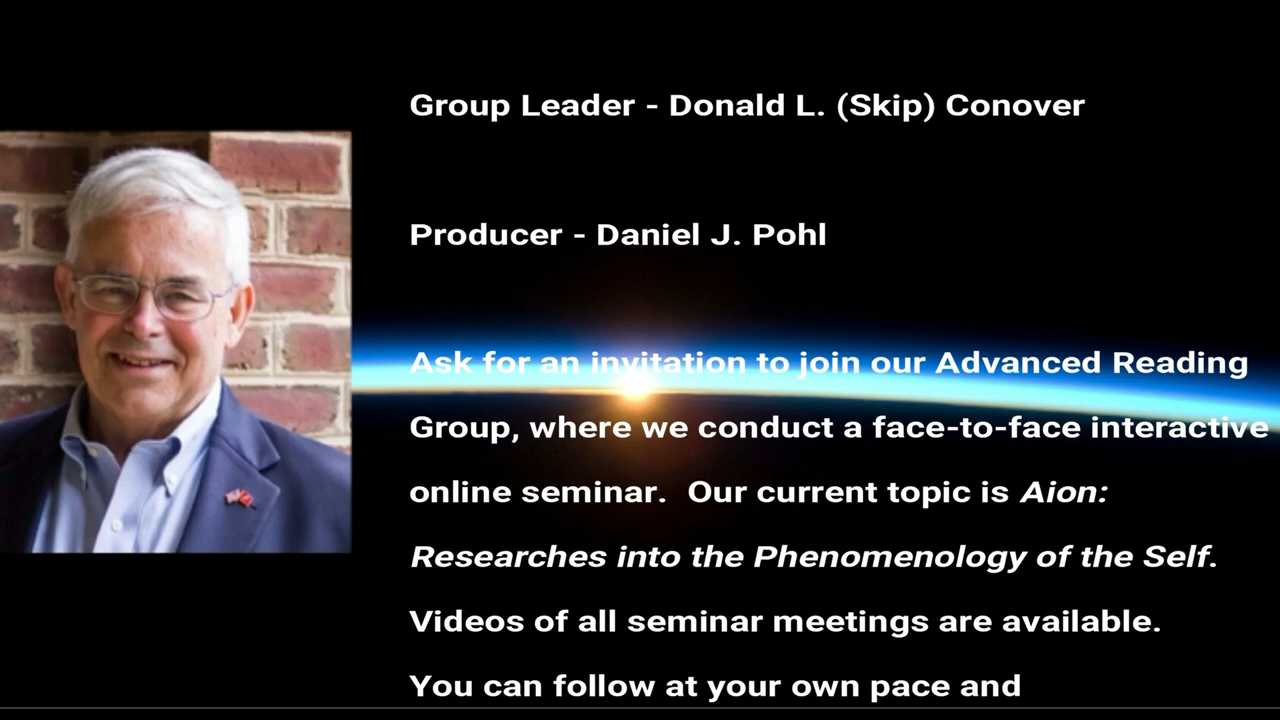 Group Leader - Donald L. (Skip) Conover
Producer - Daniel J. Pohl
Ask for an invitation to join our Advanced Reading
Group, where we conduct a face-to-face interactive
online seminar.  Our current topic is Aion:
Researches into the Phenomenology of the Self.
Videos of all seminar meetings are available.
You can follow at your own pace and